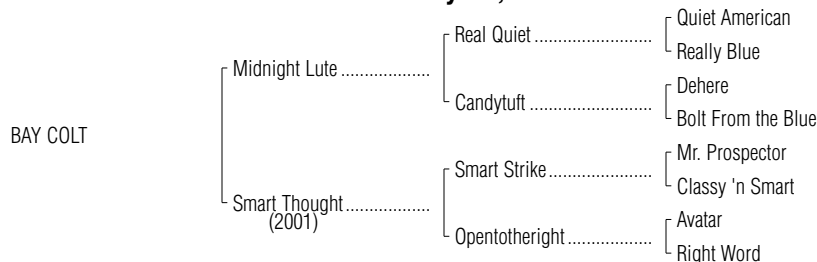 Quiet American
Real Quiet ..........................
Really Blue
Midnight Lute ...................
Dehere
Candytuft ..........................
Bolt From the Blue
BAY COLT
Mr. Prospector
Smart Strike......................
Classy 'n Smart
Smart Thought ..................
(2001)
Avatar
Opentotheright..................
Right Word